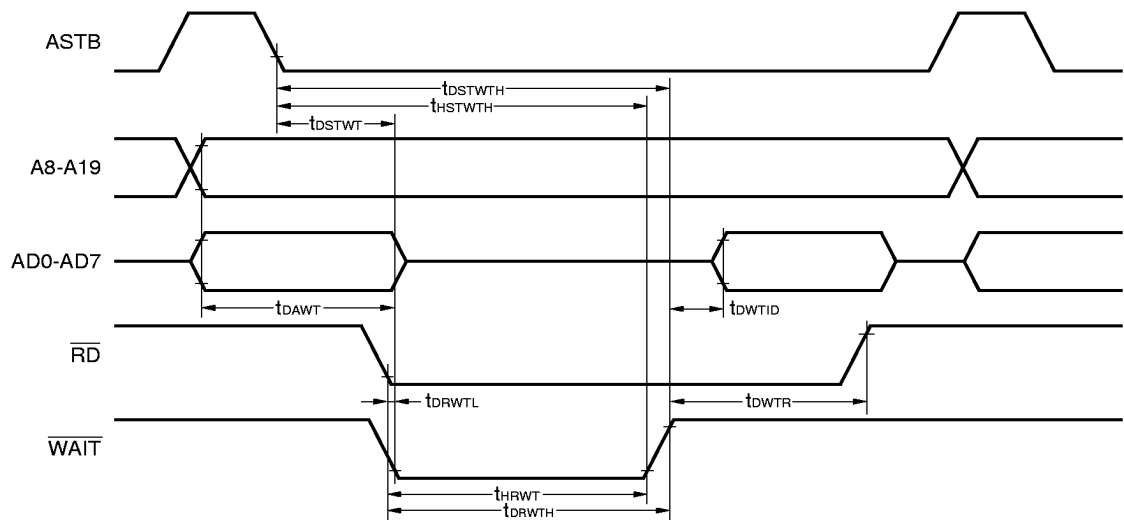 ASTB
tDSTWTH
tHSTWTH
tDSTWT
A8-A19
AD0-AD7
tDAWT
tDWTID
RD
tDRWTL
tDWTR
WAIT
tHRWT
tDRWTH